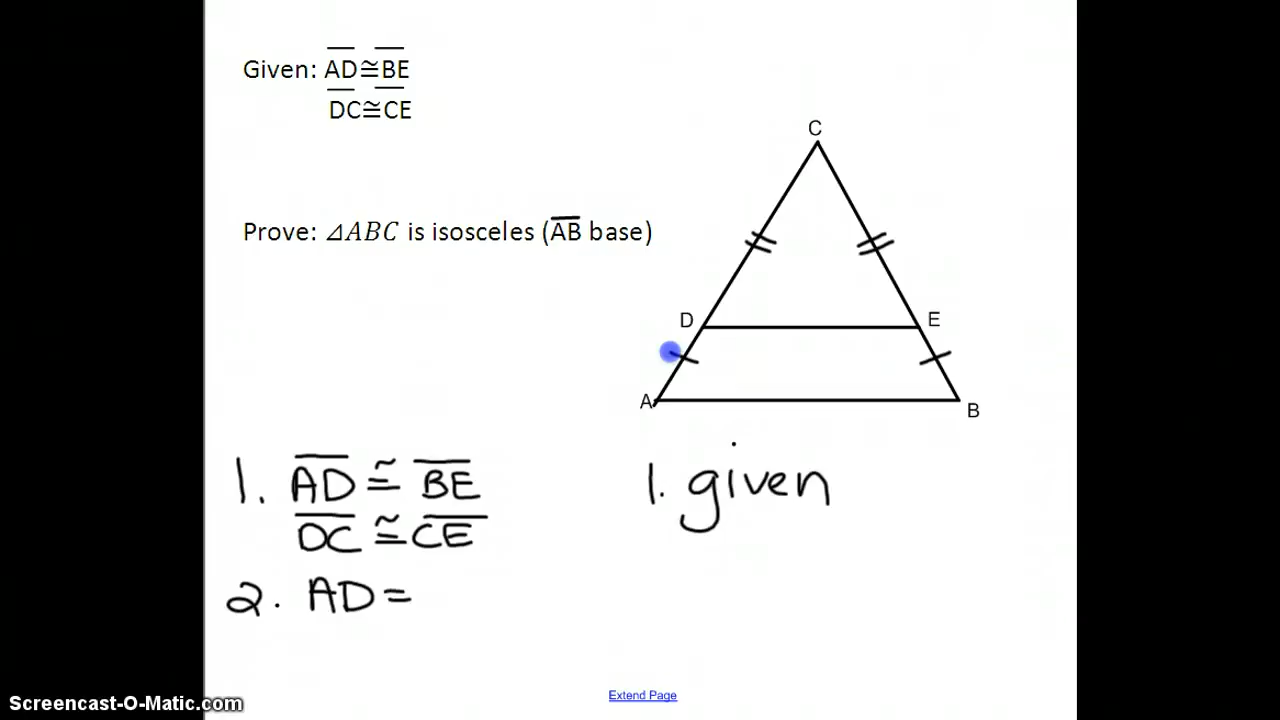 Given: AD≅BE
DC≅CE
C
Prove: ⊿ABC is isosceles (AB base)
D
E
A
B
1. AD ≅ BE
1. given
DC ≅ CE
2. AD =
Extend Page
Screencast-O-Matic.com